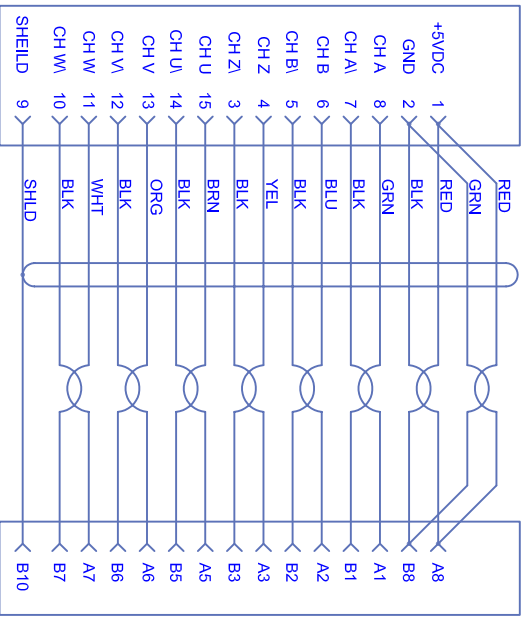 RED
GRN
+5VDC 1 RED A8
GND 2 BLK B8
CH A 8 GRN A1
CH A\ 7 BLK B1
CH B 6 BLU A2
CH B\ 5 BLK B2
CH Z 4 YEL A3
CH Z\ 3 BLK B3
CH U 15 BRN A5
CH U\ 14 BLK B5
CH V 13 ORG A6
CH V\ 12 BLK B6
CH W 11 WHT A7
CH W\ 10 BLK B7
SHEILD 9 SHLD B10